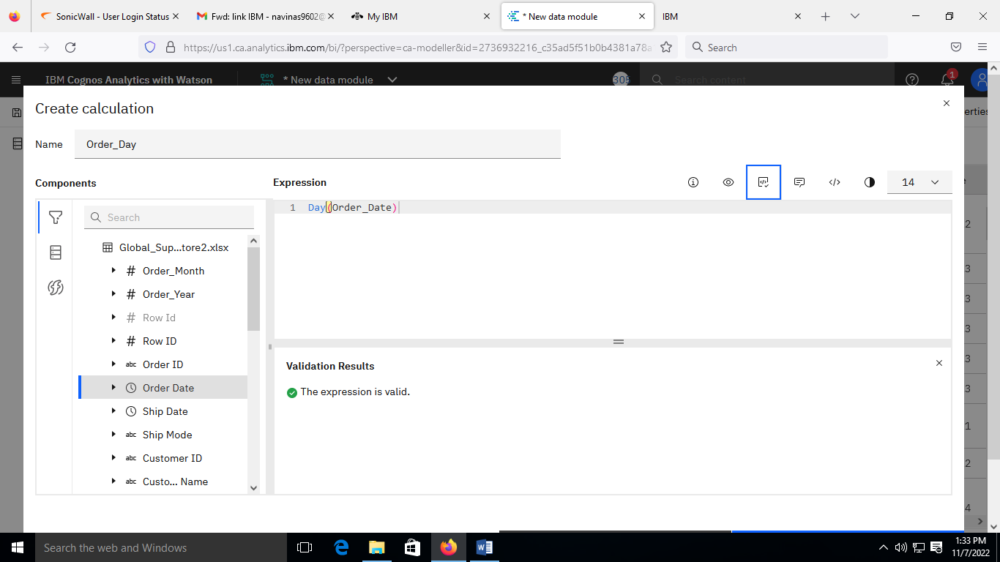 SonicWall - User Login Status
Fwd: link IBM - navinas9602@
My IBM
* New data module
IBM
https://us1.ca.analytics.ibm.com/bi/?perspective=ca-modeller&id=2736932216_c35ad5f51b0b4381a78a
Search
IBM Cognos Analytics with Watson
* New data module
305
Search content
1
Create calculation
erties
Name
Order_Day
Components
Expression
14
1
Day(Order_Date)
Search
Global_Sup...tore2.xlsx
Order_Month
Order_Year
Row Id
Row ID
abc Order ID
Order Date
Ship Date
abc Ship Mode
abc Customer ID
abc Custo... Name
Validation Results
The expression is valid.
2
3
3
3
3
3
1
2
4
Search the web and Windows
1:33 PM
11/7/2022